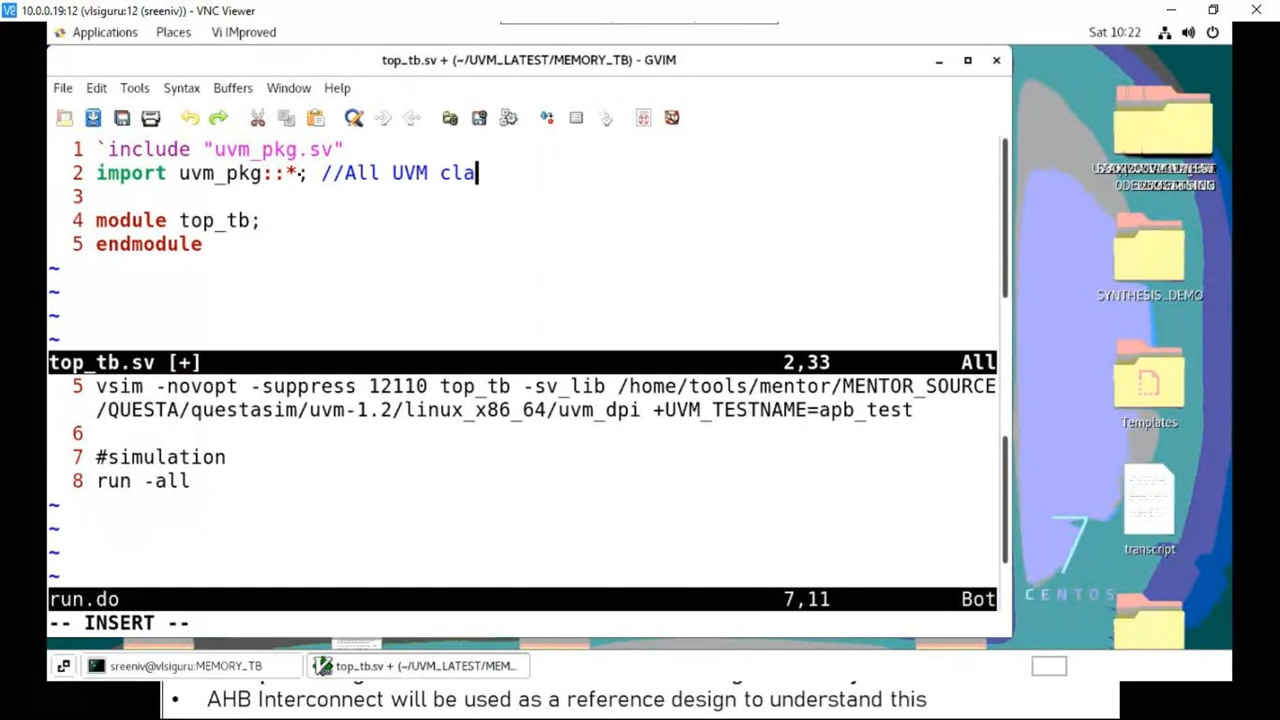 10.0.0.19:12 (vlsiguru:12 (sreeniv)) - VNC Viewer
Applications Places Vi IMproved Sat 10:22
top_tb.sv + (~/UVM_LATEST/MEMORY_TB) - GVIM
File Edit Tools Syntax Buffers Window Help
1 `include "uvm_pkg.sv"
2 import uvm_pkg::*; //All UVM cla
3
4 module top_tb;
5 endmodule
~
~
~
~
top_tb.sv [+] 2,33 All
5 vsim -novopt -suppress 12110 top_tb -sv_lib /home/tools/mentor/MENTOR_SOURCE
/QUESTA/questasim/uvm-1.2/linux_x86_64/uvm_dpi +UVM_TESTNAME=apb_test
6
7 #simulation
8 run -all
~
~
~
~
run.do 7,11 Bot
-- INSERT --
SYNTHESIS_DEMO
Templates
transcript
7
CENTOS
sreeniv@vlsiguru:MEMORY_TB top_tb.sv + (~/UVM_LATEST/MEM...
• AHB Interconnect will be used as a reference design to understand this